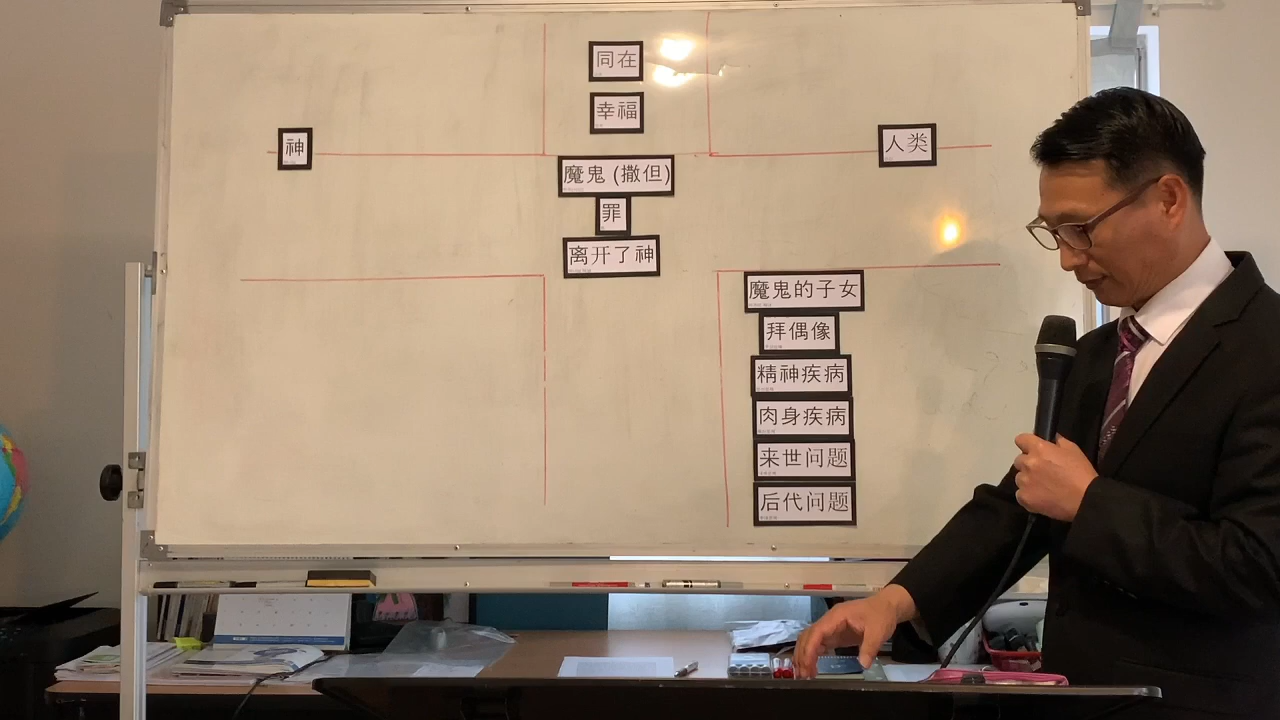 同在
幸福
神
人类
魔鬼 (撒但)
罪
离开了神
魔鬼的子女
拜偶像
精神疾病
肉身疾病
来世问题
后代问题